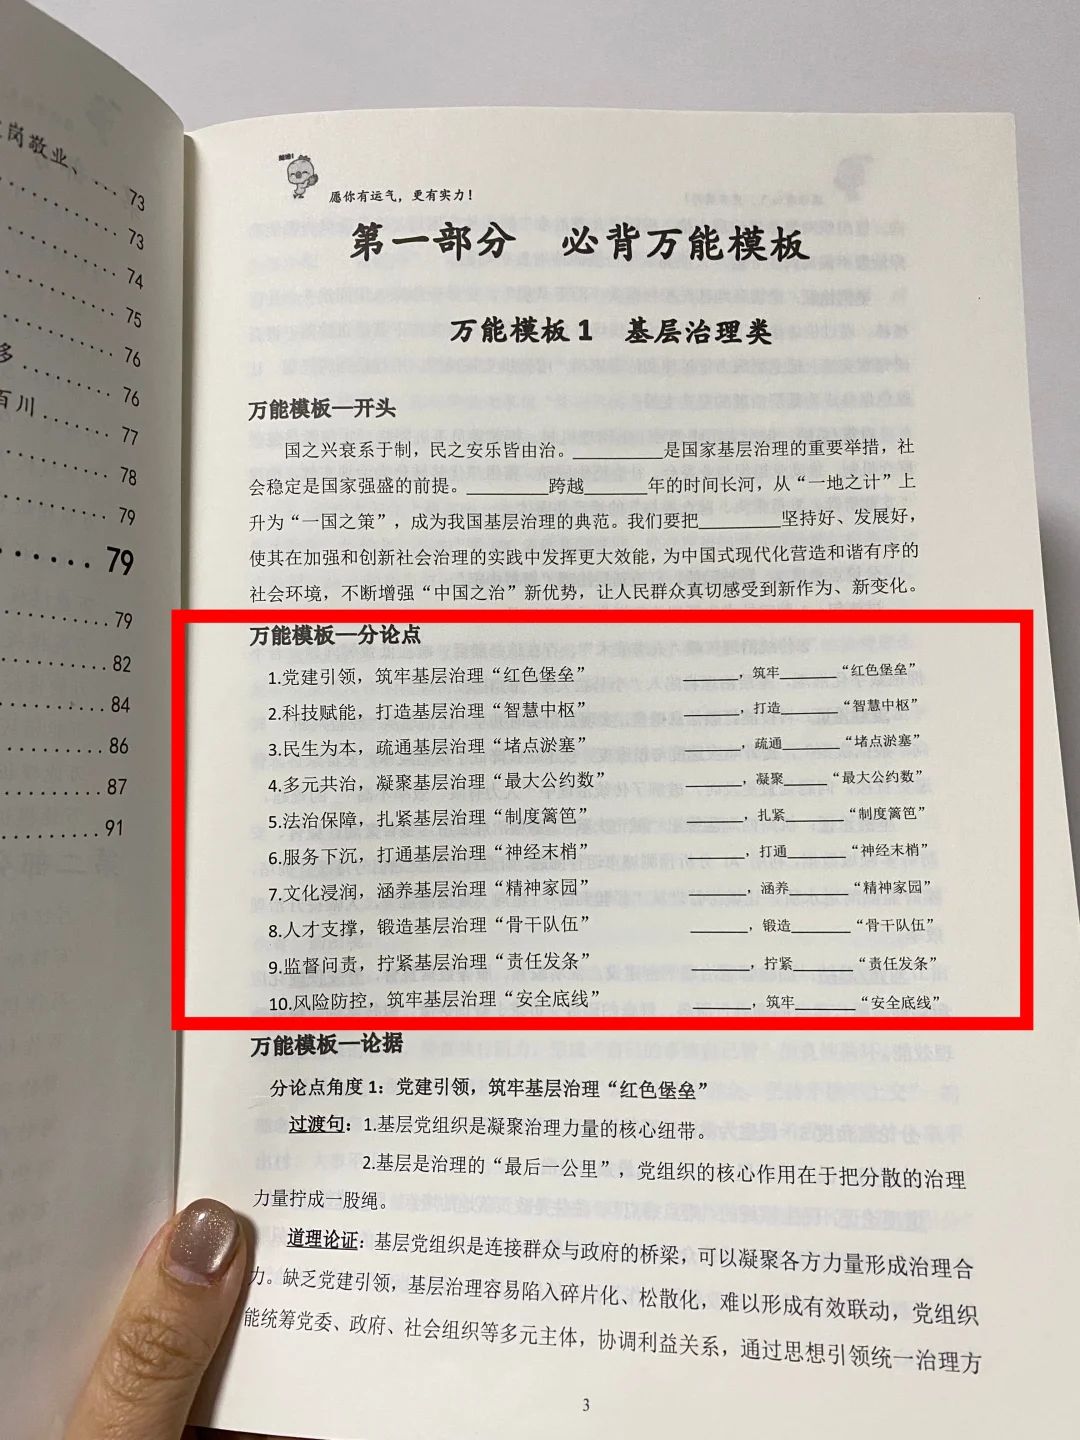 岗敬业、... 73
... 73
... 74
... 75
... 76
多 ... 76
百川 ... 77
... 78
... 79
... 79
... 79
... 82
... 84
... 86
... 87
... 91
愿你有运气，更有实力！
第一部分 必背万能模板
万能模板1 基层治理类
万能模板—开头
国之兴衰系于制，民之安乐皆由治。________是国家基层治理的重要举措，社
会稳定是国家强盛的前提。________跨越______年的时间长河，从“一地之计”上
升为“一国之策”，成为我国基层治理的典范。我们要把________坚持好、发展好，
使其在加强和创新社会治理的实践中发挥更大效能，为中国式现代化营造和谐有序的
社会环境，不断增强“中国之治”新优势，让人民群众真切感受到新作为、新变化。
万能模板—分论点
1.党建引领，筑牢基层治理“红色堡垒” ______，筑牢______“红色堡垒”
2.科技赋能，打造基层治理“智慧中枢” ______，打造______“智慧中枢”
3.民生为本，疏通基层治理“堵点淤塞” ______，疏通______“堵点淤塞”
4.多元共治，凝聚基层治理“最大公约数” ______，凝聚______“最大公约数”
5.法治保障，扎紧基层治理“制度篱笆” ______，扎紧______“制度篱笆”
6.服务下沉，打通基层治理“神经末梢” ______，打通______“神经末梢”
7.文化浸润，涵养基层治理“精神家园” ______，涵养______“精神家园”
8.人才支撑，锻造基层治理“骨干队伍” ______，锻造______“骨干队伍”
9.监督问责，拧紧基层治理“责任发条” ______，拧紧______“责任发条”
10.风险防控，筑牢基层治理“安全底线” ______，筑牢______“安全底线”
万能模板—论据
分论点角度1：党建引领，筑牢基层治理“红色堡垒”
过渡句：1.基层党组织是凝聚治理力量的核心纽带。
2.基层是治理的“最后一公里”，党组织的核心作用在于把分散的治理
力量拧成一股绳。
道理论证：基层党组织是连接群众与政府的桥梁，可以凝聚各方力量形成治理合
力。缺乏党建引领，基层治理容易陷入碎片化、松散化，难以形成有效联动，党组织
能统筹党委、政府、社会组织等多元主体，协调利益关系，通过思想引领统一治理方
3